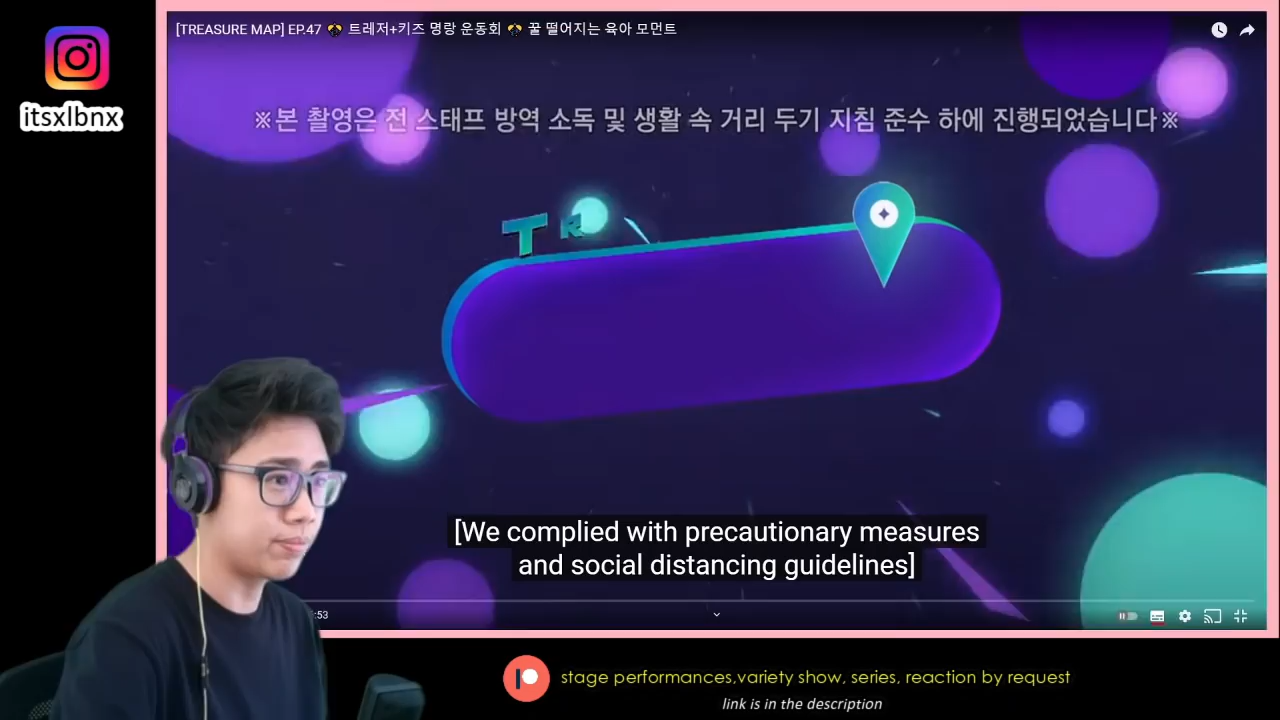 [TREASURE MAP] EP.47 🐝 트레저+키즈 명랑 운동회 🐝 꿀 떨어지는 육아 모먼트
itsxlbnx
※본 촬영은 전 스태프 방역 소독 및 생활 속 거리 두기 지침 준수 하에 진행되었습니다※
TR
[We complied with precautionary measures
and social distancing guidelines]
:53
stage performances,variety show, series, reaction by request
link is in the description